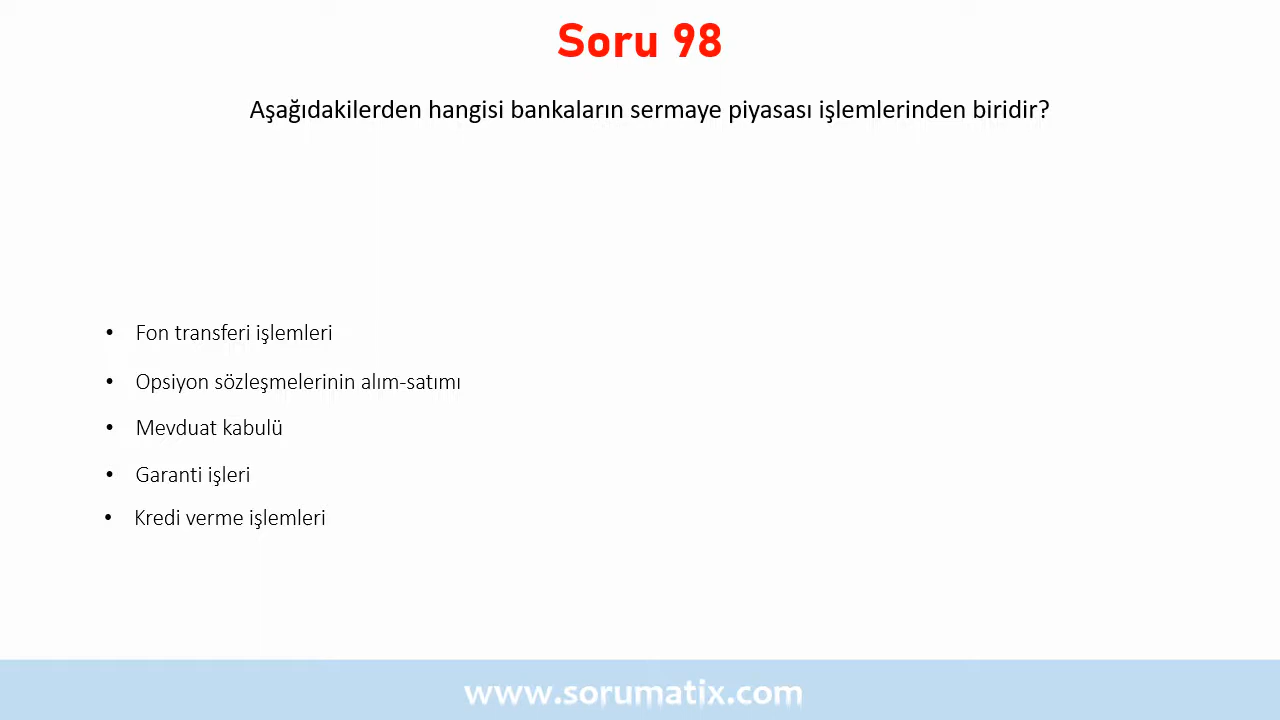 Soru 98
Aşağıdakilerden hangisi bankaların sermaye piyasası işlemlerinden biridir?
• Fon transferi işlemleri
• Opsiyon sözleşmelerinin alım-satımı
• Mevduat kabulü
• Garanti işleri
• Kredi verme işlemleri
www.sorumatix.com